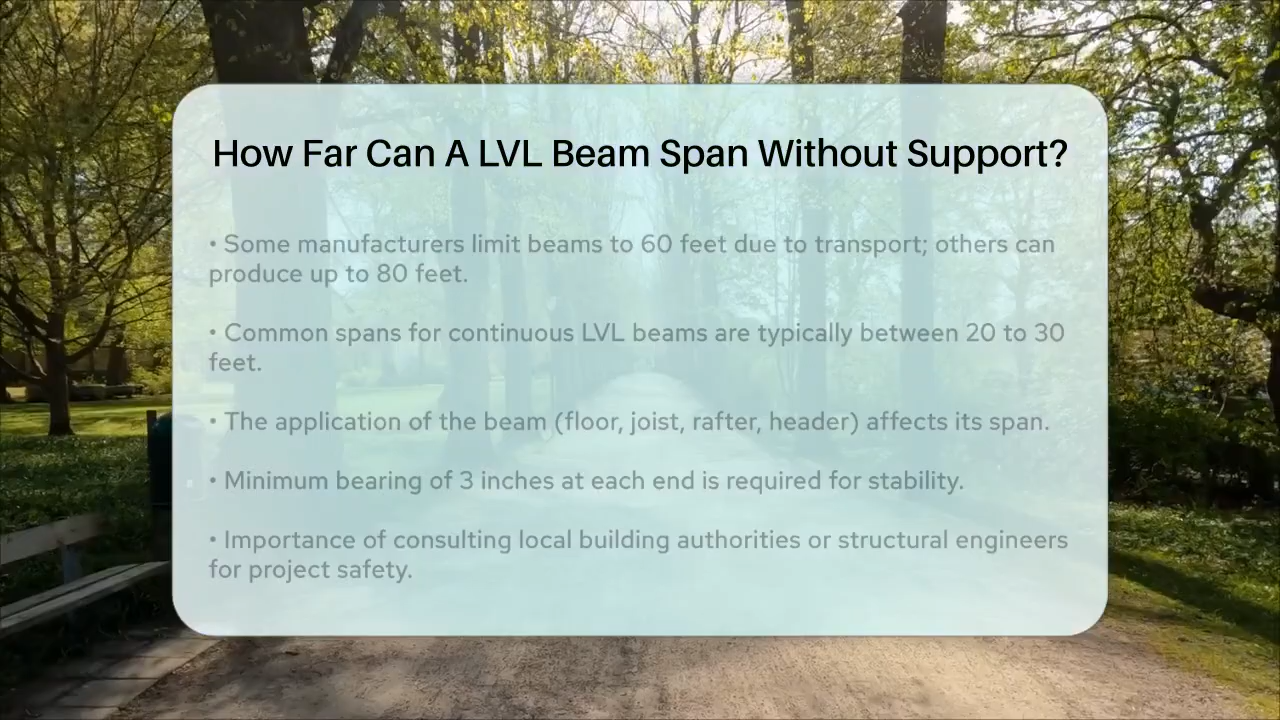 How Far Can A LVL Beam Span Without Support?
• Some manufacturers limit beams to 60 feet due to transport; others can
produce up to 80 feet.
• Common spans for continuous LVL beams are typically between 20 to 30
feet.
• The application of the beam (floor, joist, rafter, header) affects its span.
• Minimum bearing of 3 inches at each end is required for stability.
• Importance of consulting local building authorities or structural engineers
for project safety.